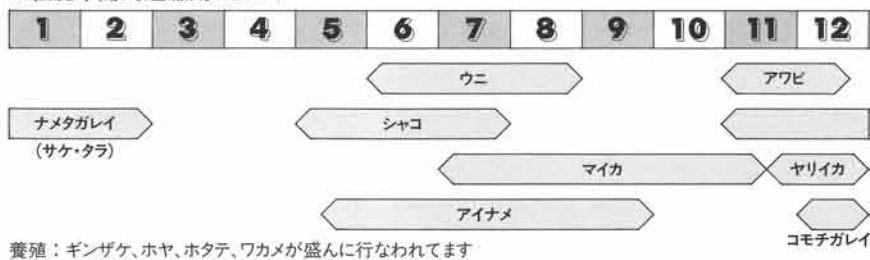 1 2 3 4 5 6 7 8 9 10 11 12
ウニ アワビ
ナメタガレイ シャコ
(サケ・タラ)
マイカ ヤリイカ
アイナメ
コモチガレイ
養殖：ギンザケ、ホヤ、ホタテ、ワカメが盛んに行なわれてます